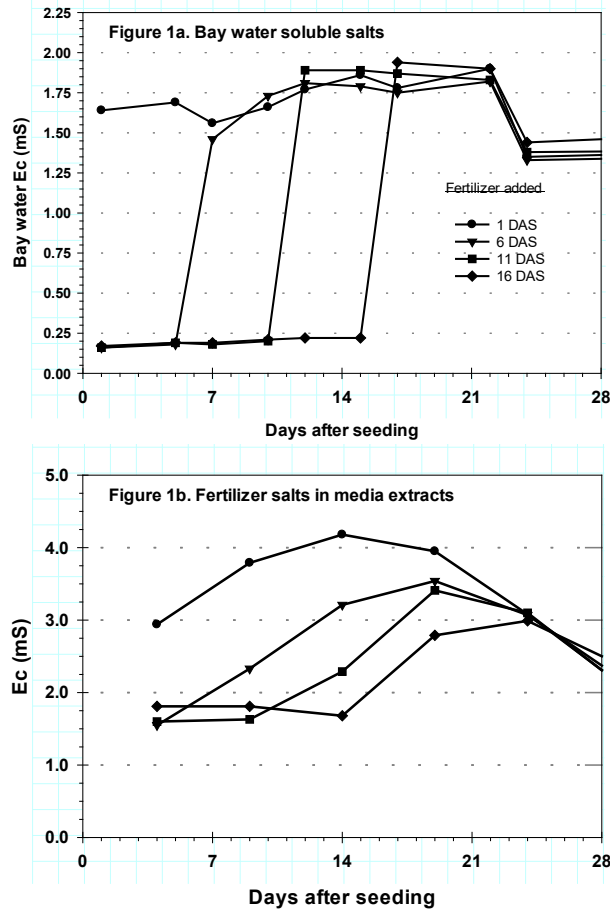 Figure 1a. Bay water soluble salts
Bay water Ec (mS)
2.25
2.00
1.75
1.50
1.25
1.00
0.75
0.50
0.25
0.00
Fertilizer added
1 DAS
6 DAS
11 DAS
16 DAS
0 7 14 21 28
Days after seeding
Figure 1b. Fertilizer salts in media extracts
Ec (mS)
5.0
4.0
3.0
2.0
1.0
0.0
0 7 14 21 28
Days after seeding